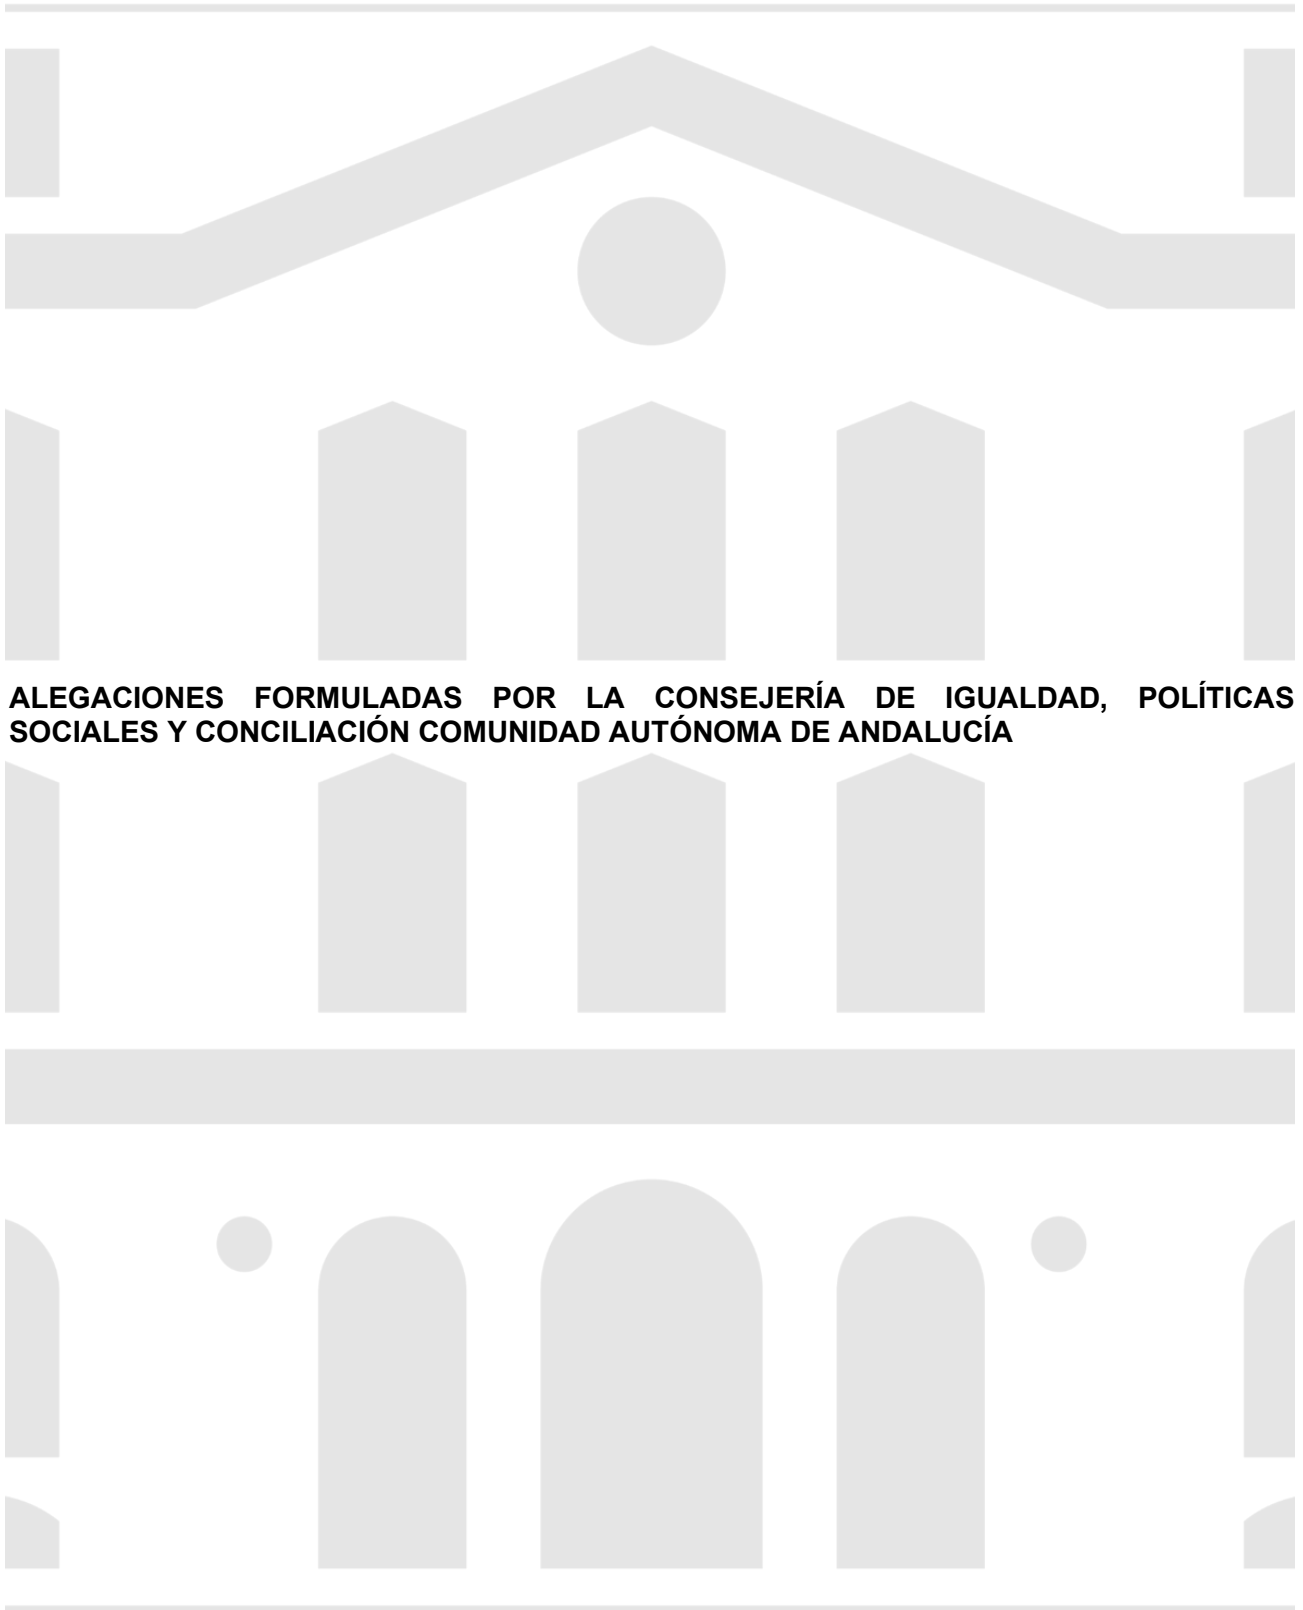 ALEGACIONES FORMULADAS POR LA CONSEJERÍA DE IGUALDAD, POLÍTICAS
SOCIALES Y CONCILIACIÓN COMUNIDAD AUTÓNOMA DE ANDALUCÍA